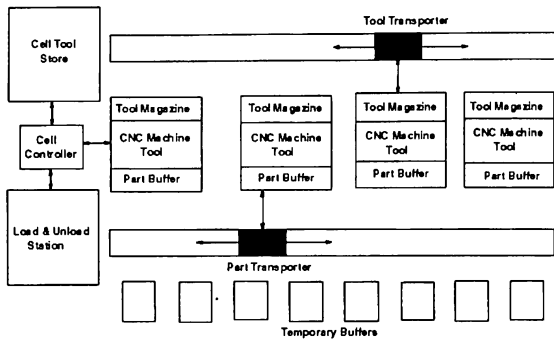 Tool Transporter
Cell Tool
Store
Tool Magazine
CNC Machine
Tool
Part Buffer
Tool Magazine
CNC Machine
Tool
Part Buffer
Tool Magazine
CNC Machine
Tool
Part Buffer
Tool Magazine
CNC Machine
Tool
Part Buffer
Cell
Controller
Load & Unload
Station
Part Transporter
Temporary Buffers